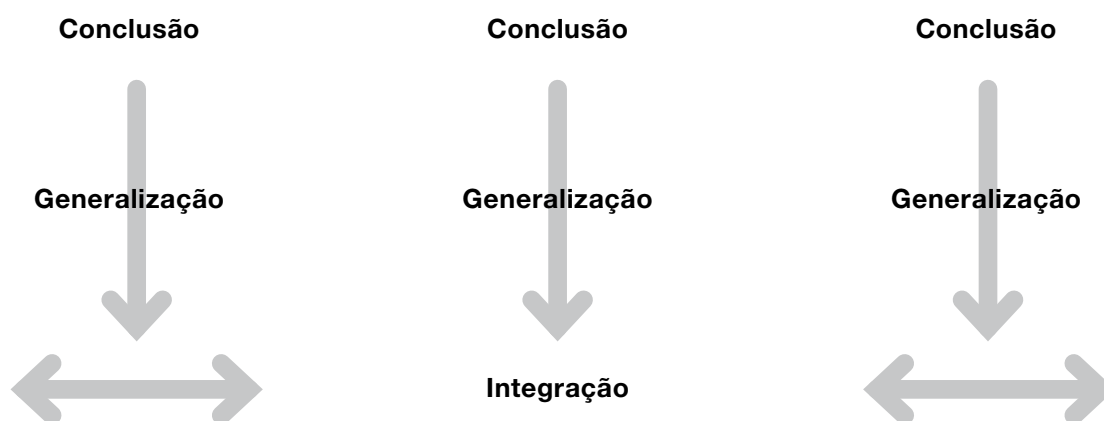 Conclusão Conclusão Conclusão
Generalização Generalização Generalização
Integração